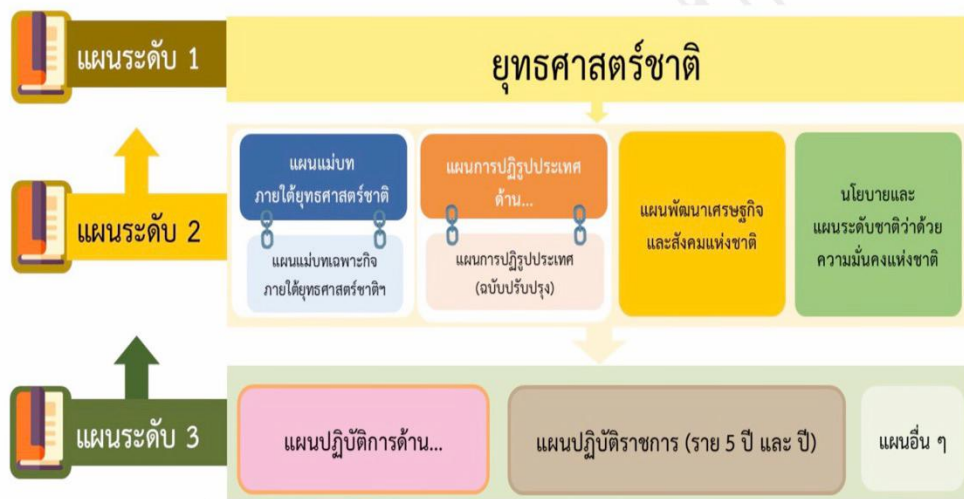 แผนระดับ 1
ยุทธศาสตร์ชาติ
แผนระดับ 2
แผนแม่บท
ภายใต้ยุทธศาสตร์ชาติ
แผนแม่บทเฉพาะกิจ
ภายใต้ยุทธศาสตร์ชาติฯ
แผนการปฏิรูปประเทศ
ด้าน...
แผนการปฏิรูปประเทศ
(ฉบับปรับปรุง)
แผนพัฒนาเศรษฐกิจ
และสังคมแห่งชาติ
นโยบายและ
แผนระดับชาติว่าด้วย
ความมั่นคงแห่งชาติ
แผนระดับ 3
แผนปฏิบัติการด้าน...
แผนปฏิบัติราชการ (ราย 5 ปี และ ปี)
แผนอื่น ๆ